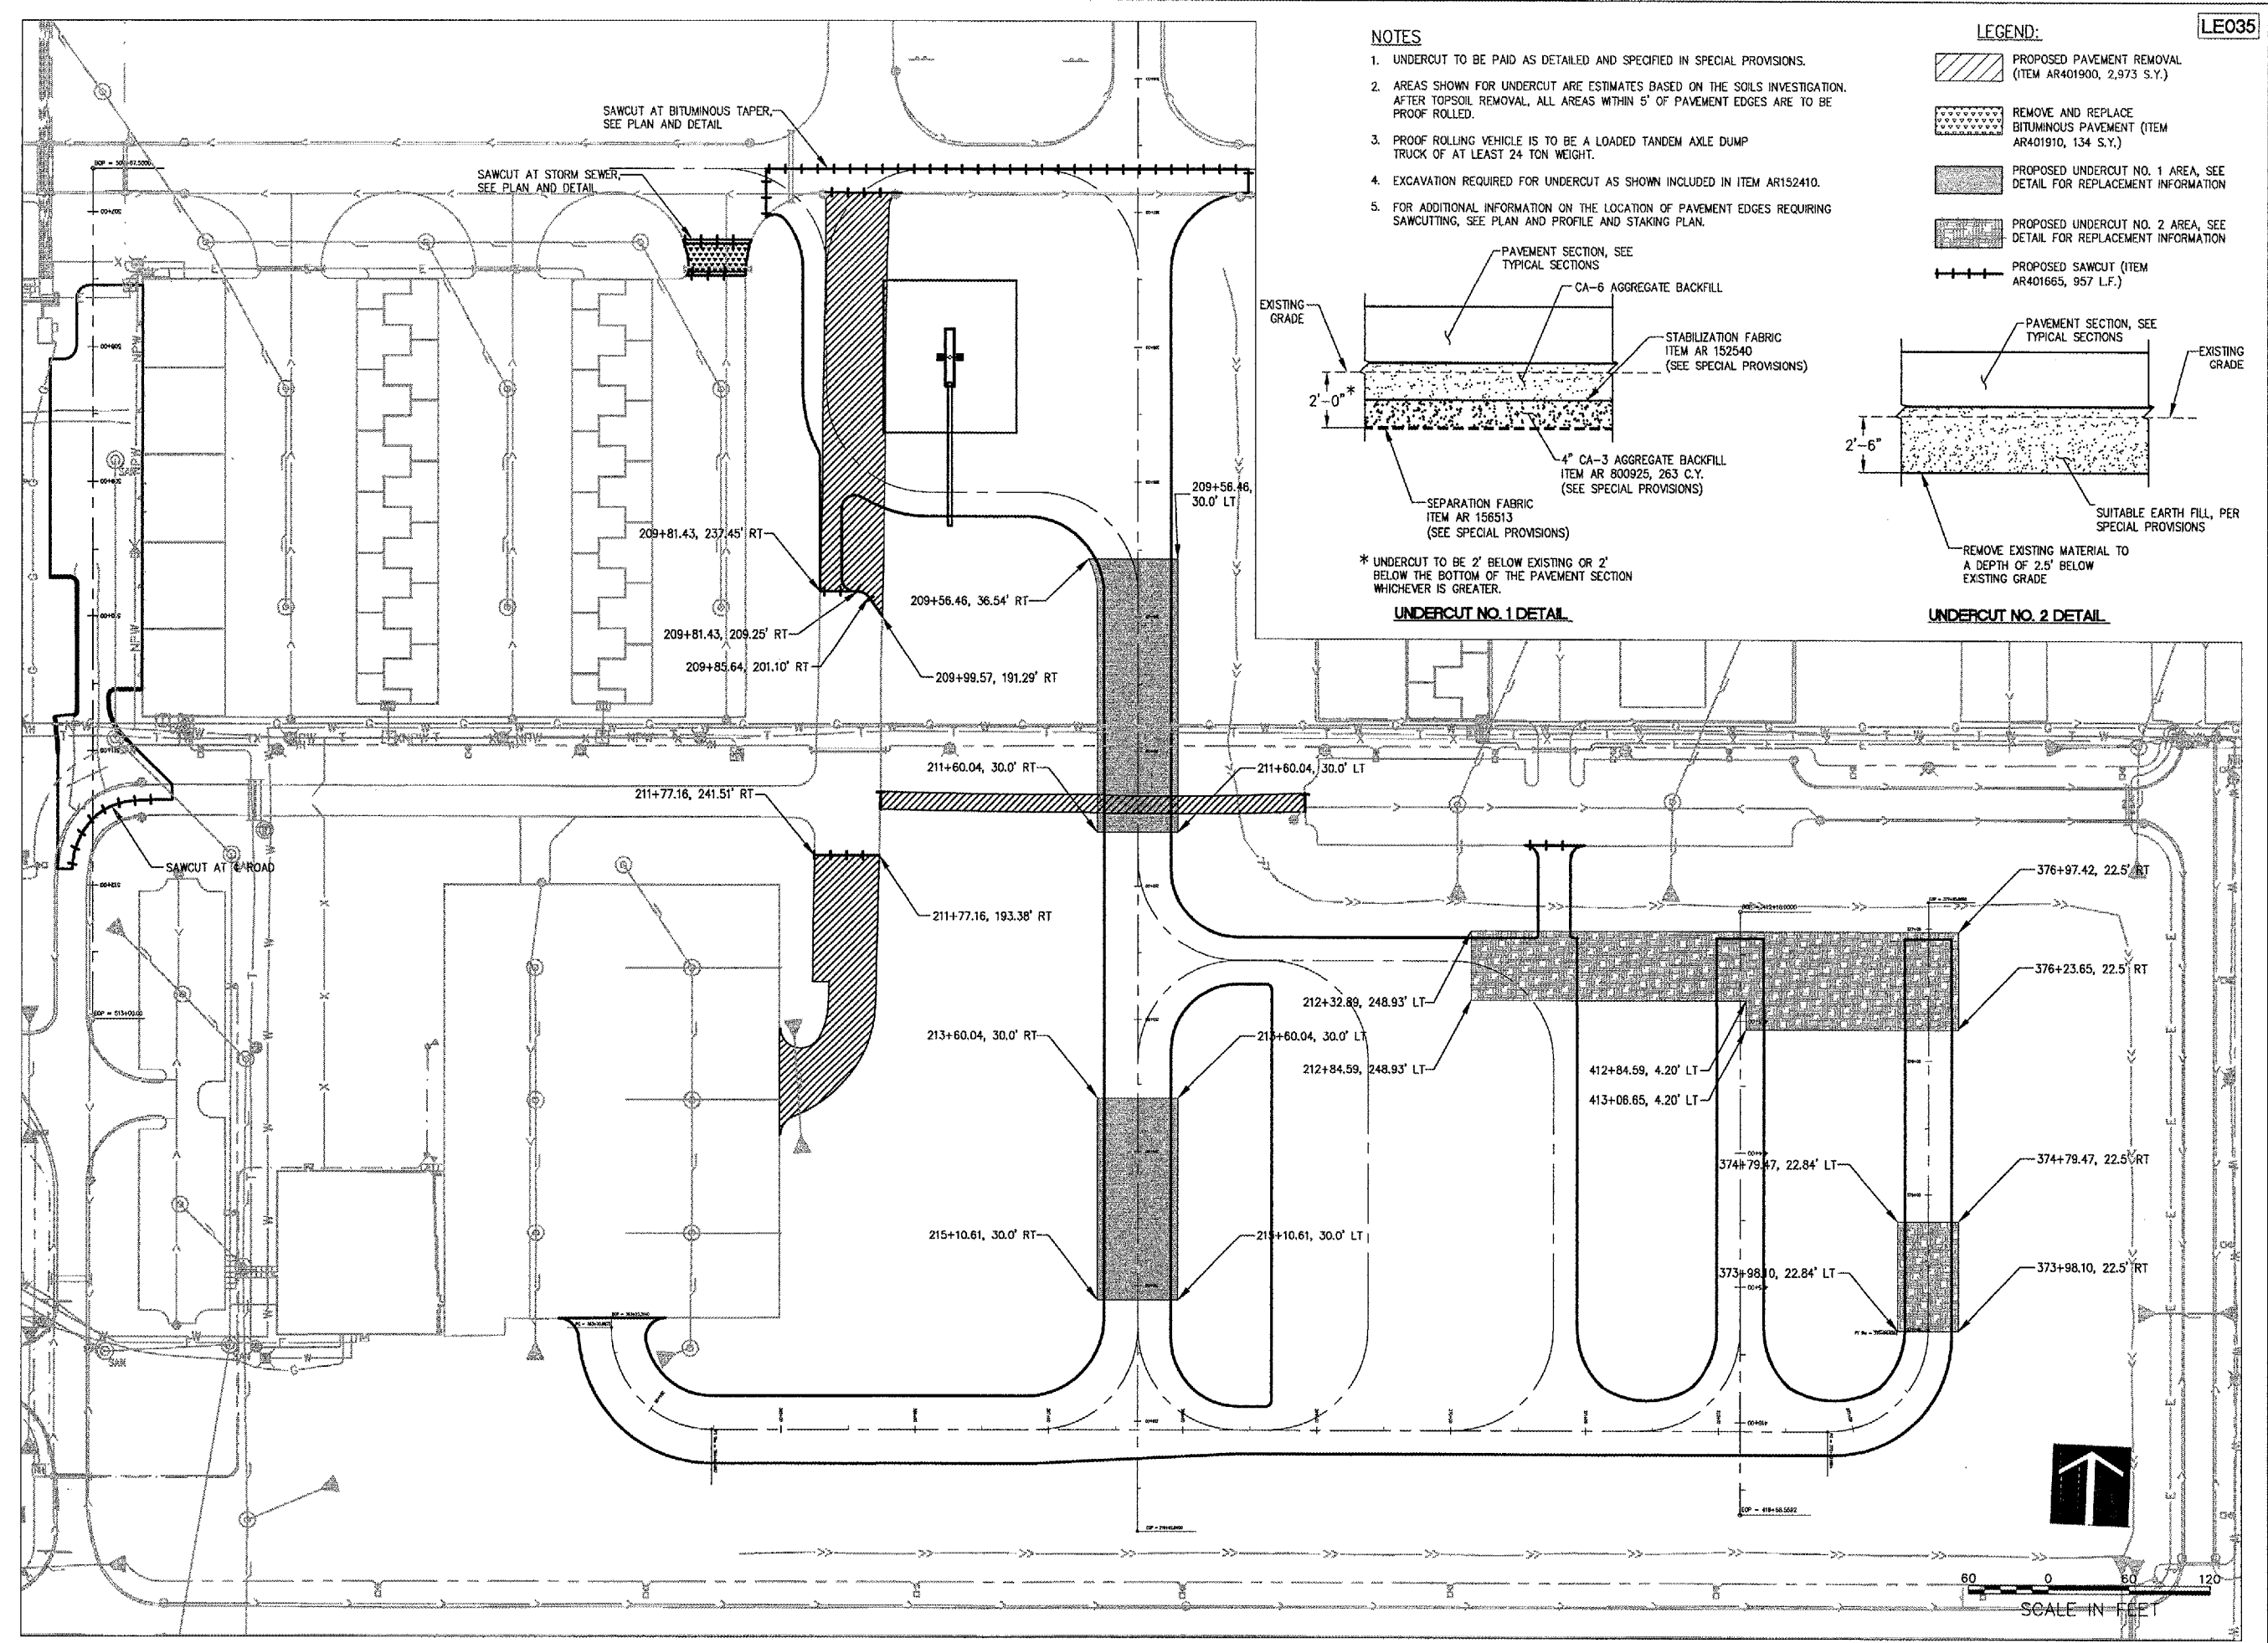 LE035
NOTES
1. UNDERCUT TO BE PAID AS DETAILED AND SPECIFIED IN SPECIAL PROVISIONS.
2. AREAS SHOWN FOR UNDERCUT ARE ESTIMATES BASED ON THE SOILS INVESTIGATION.
AFTER TOPSOIL REMOVAL, ALL AREAS WITHIN 5' OF PAVEMENT EDGES ARE TO BE
PROOF ROLLED.
3. PROOF ROLLING VEHICLE IS TO BE A LOADED TANDEM AXLE DUMP
TRUCK OF AT LEAST 24 TON WEIGHT.
4. EXCAVATION REQUIRED FOR UNDERCUT AS SHOWN INCLUDED IN ITEM AR152410.
5. FOR ADDITIONAL INFORMATION ON THE LOCATION OF PAVEMENT EDGES REQUIRING
SAWCUTTING, SEE PLAN AND PROFILE AND STAKING PLAN.
LEGEND:
PROPOSED PAVEMENT REMOVAL
(ITEM AR401900, 2,973 S.Y.)
REMOVE AND REPLACE
BITUMINOUS PAVEMENT (ITEM
AR401910, 134 S.Y.)
PROPOSED UNDERCUT NO. 1 AREA, SEE
DETAIL FOR REPLACEMENT INFORMATION
PROPOSED UNDERCUT NO. 2 AREA, SEE
DETAIL FOR REPLACEMENT INFORMATION
PROPOSED SAWCUT (ITEM
AR401665, 957 L.F.)
PAVEMENT SECTION, SEE
TYPICAL SECTIONS
CA-6 AGGREGATE BACKFILL
EXISTING
GRADE
STABILIZATION FABRIC
ITEM AR 152540
(SEE SPECIAL PROVISIONS)
2'-0"*
4" CA-3 AGGREGATE BACKFILL
ITEM AR 800925, 263 C.Y.
(SEE SPECIAL PROVISIONS)
SEPARATION FABRIC
ITEM AR 156513
(SEE SPECIAL PROVISIONS)
* UNDERCUT TO BE 2' BELOW EXISTING OR 2'
BELOW THE BOTTOM OF THE PAVEMENT SECTION
WHICHEVER IS GREATER.
UNDERCUT NO. 1 DETAIL
PAVEMENT SECTION, SEE
TYPICAL SECTIONS
EXISTING
GRADE
2'-6"
SUITABLE EARTH FILL, PER
SPECIAL PROVISIONS
REMOVE EXISTING MATERIAL TO
A DEPTH OF 2.5' BELOW
EXISTING GRADE
UNDERCUT NO. 2 DETAIL
SAWCUT AT BITUMINOUS TAPER,
SEE PLAN AND DETAIL
SAWCUT AT STORM SEWER,
SEE PLAN AND DETAIL
209+56.46,
30.0' LT
209+81.43, 237.45' RT
209+56.46, 36.54' RT
209+81.43, 209.25' RT
209+85.64, 201.10' RT
209+99.57, 191.29' RT
211+60.04, 30.0' RT
211+60.04, 30.0' LT
211+77.16, 241.51' RT
SAWCUT AT ℄ ROAD
211+77.16, 193.38' RT
376+97.42, 22.5' RT
376+23.65, 22.5' RT
212+32.89, 248.93' LT
213+60.04, 30.0' RT
213+60.04, 30.0' LT
212+84.59, 248.93' LT
412+84.59, 4.20' LT
413+06.65, 4.20' LT
374+79.47, 22.84' LT
374+79.47, 22.5' RT
215+10.61, 30.0' RT
215+10.61, 30.0' LT
373+98.10, 22.84' LT
373+98.10, 22.5' RT
60 0 60 120
SCALE IN FEET